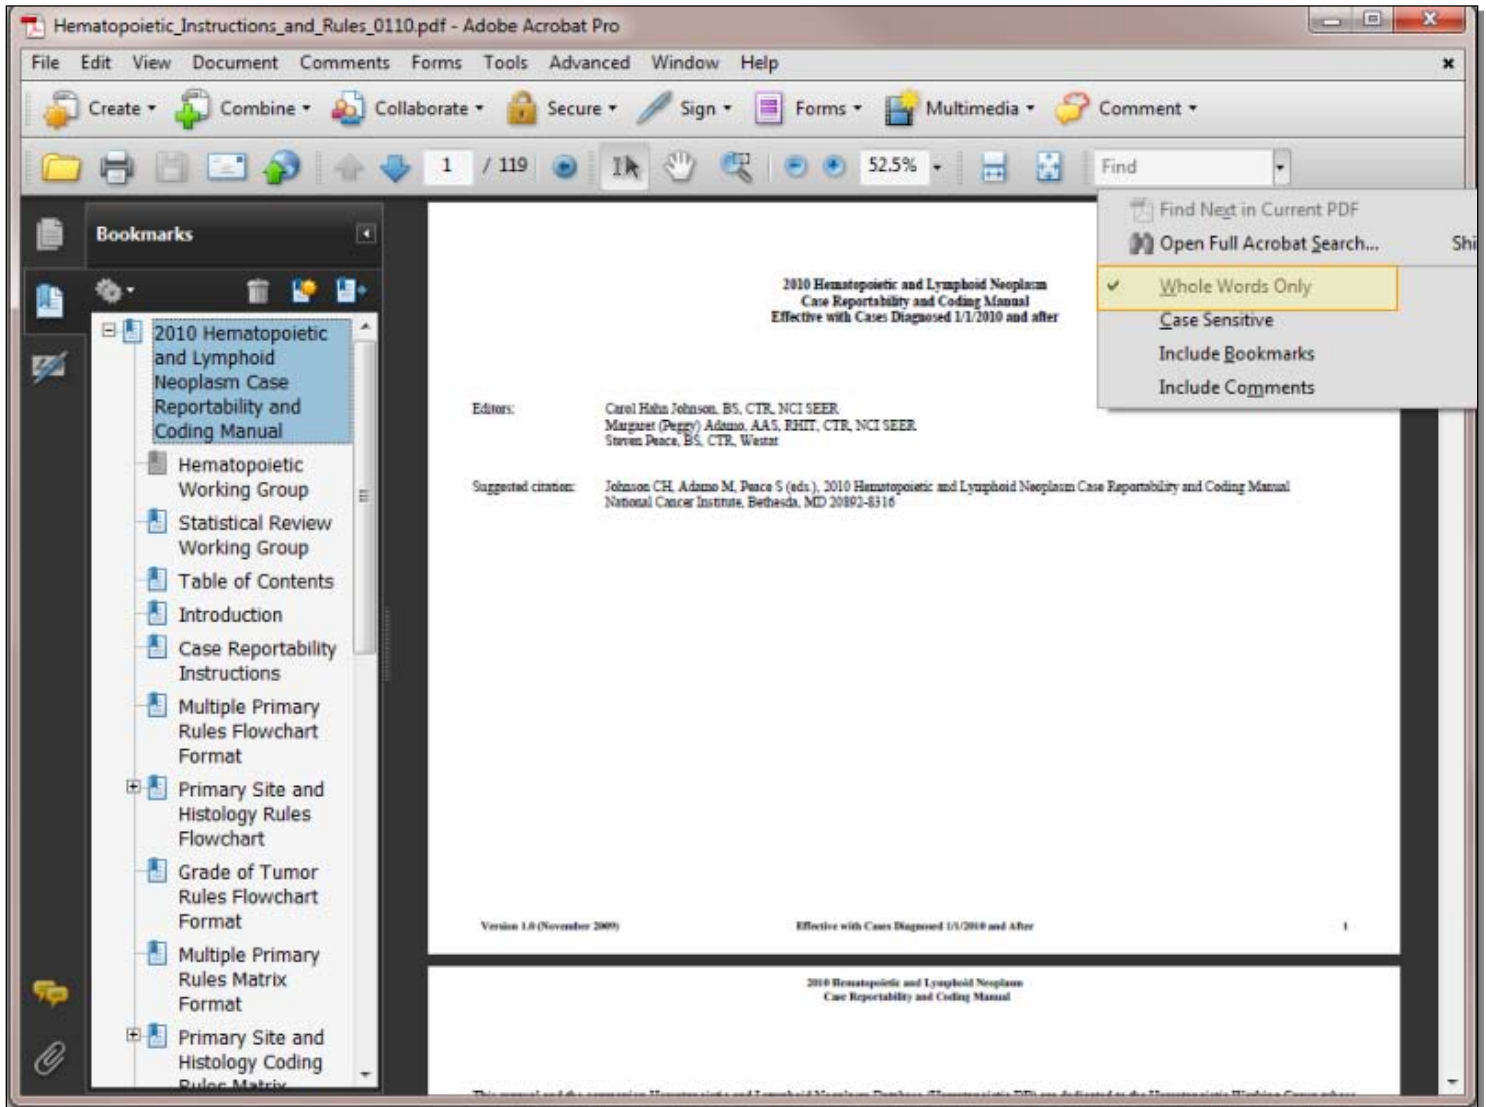 Hematopoietic_Instructions_and_Rules_0110.pdf - Adobe Acrobat Pro
File Edit View Document Comments Forms Tools Advanced Window Help
Create Combine Collaborate Secure Sign Forms Multimedia Comment
1 / 119 52.5% Find
Find Next in Current PDF
Open Full Acrobat Search... Shi
Whole Words Only
Case Sensitive
Include Bookmarks
Include Comments
Bookmarks
2010 Hematopoietic
and Lymphoid
Neoplasm Case
Reportability and
Coding Manual
Hematopoietic
Working Group
Statistical Review
Working Group
Table of Contents
Introduction
Case Reportability
Instructions
Multiple Primary
Rules Flowchart
Format
Primary Site and
Histology Rules
Flowchart
Grade of Tumor
Rules Flowchart
Format
Multiple Primary
Rules Matrix
Format
Primary Site and
Histology Coding
Rules Matrix
2010 Hematopoietic and Lymphoid Neoplasm
Case Reportability and Coding Manual
Effective with Cases Diagnosed 1/1/2010 and after
Editors: Carol Hahn Johnson, BS, CTR, NCI SEER
Margaret (Peggy) Adamo, AAS, RHIT, CTR, NCI SEER
Steven Peace, BS, CTR, Westat
Suggested citation: Johnson CH, Adamo M, Peace S (eds.), 2010 Hematopoietic and Lymphoid Neoplasm Case Reportability and Coding Manual
National Cancer Institute, Bethesda, MD 20892-8316
Version 1.0 (November 2009) Effective with Cases Diagnosed 1/1/2010 and After 1
2010 Hematopoietic and Lymphoid Neoplasm
Case Reportability and Coding Manual